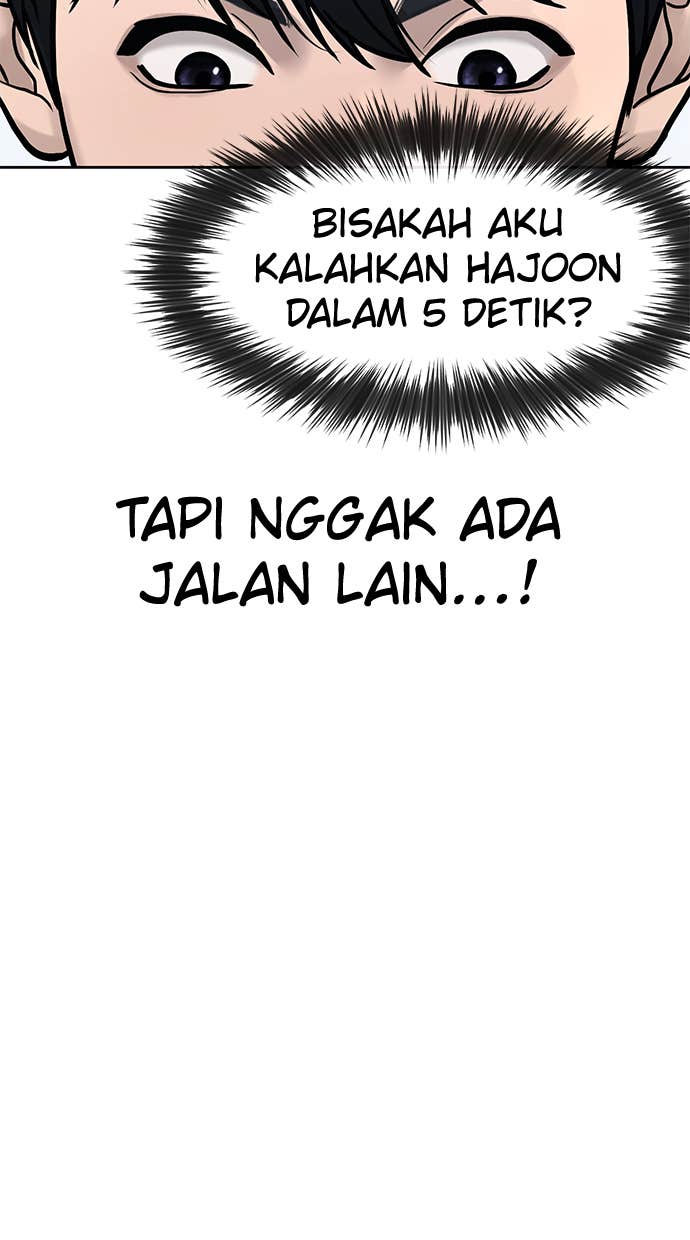 BISAKAH AKU
KALAHKAN HAJOON
DALAM 5 DETIK?
TAPI NGGAK ADA
JALAN LAIN...!